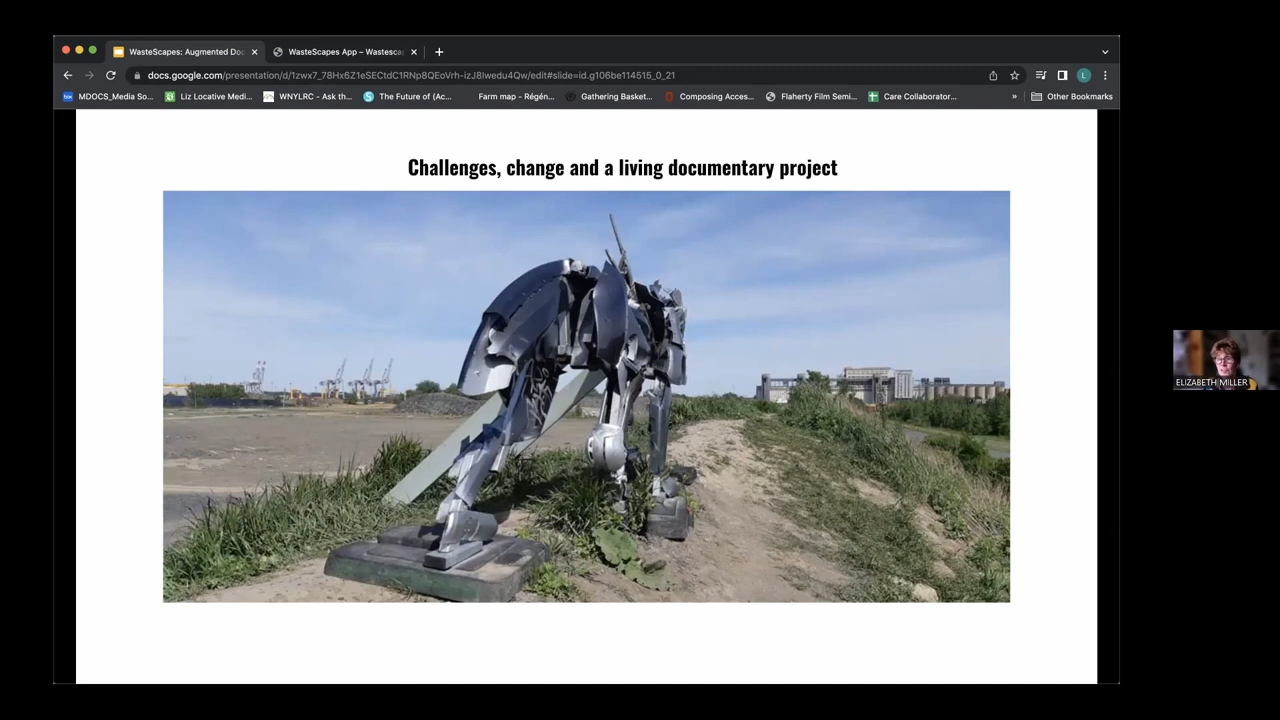 WasteScapes: Augmented Doc
WasteScapes App – Wastesca
docs.google.com/presentation/d/1zwx7_78Hx6Z1eSECtdC1RNp8QEoVrh-izJ8Iwedu4Qw/edit#slide=id.g106be114515_0_21
L
box MDOCS_Media So... Liz Locative Medi... WNYLRC - Ask th... The Future of (Ac... Farm map - Régén... Gathering Basket... Composing Acces... Flaherty Film Semi... Care Collaborator... » Other Bookmarks
Challenges, change and a living documentary project
ELIZABETH MILLER